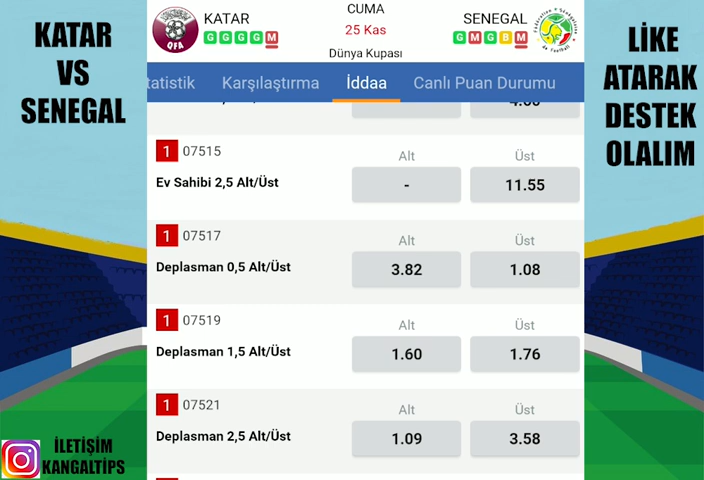 KATAR
VS
SENEGAL
KATAR
G G G G M
CUMA
25 Kas
Dünya Kupası
SENEGAL
G M G B M
QFA
tatistik Karşılaştırma İddaa Canlı Puan Durumu
1 07515
Alt Üst
Ev Sahibi 2,5 Alt/Üst - 11.55
1 07517
Alt Üst
Deplasman 0,5 Alt/Üst 3.82 1.08
1 07519
Alt Üst
Deplasman 1,5 Alt/Üst 1.60 1.76
1 07521
Alt Üst
Deplasman 2,5 Alt/Üst 1.09 3.58
LİKE
ATARAK
DESTEK
OLALIM
İLETİŞİM
KANGALTİPS